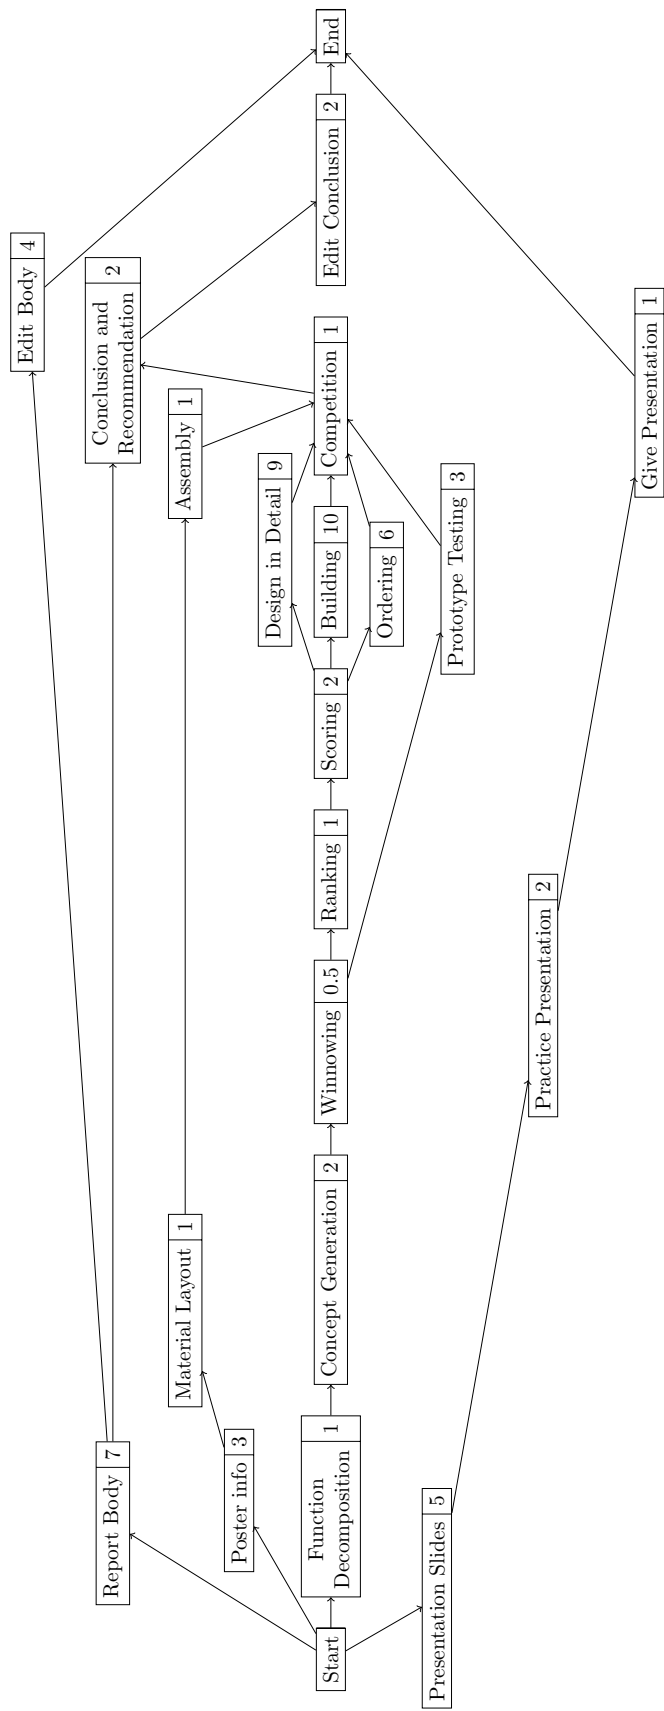 Start
Report Body 7
Poster info 3
Function
Decomposition
1
Presentation Slides 5
Material Layout 1
Concept Generation 2
Winnowing 0.5
Practice Presentation 2
Ranking 1
Scoring 2
Design in Detail 9
Building 10
Ordering 6
Prototype Testing 3
Assembly 1
Competition 1
Give Presentation 1
Edit Body 4
Conclusion and
Recommendation
2
Edit Conclusion 2
End